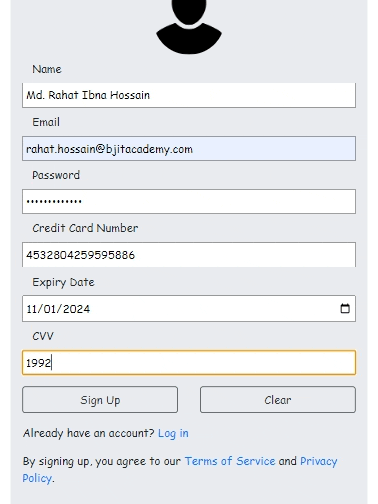 Name
Md. Rahat Ibna Hossain
Email
rahat.hossain@bjitacademy.com
Password
•••••••••••••
Credit Card Number
4532804259595886
Expiry Date
11/01/2024
CVV
1992
Sign Up Clear
Already have an account? Log in
By signing up, you agree to our Terms of Service and Privacy
Policy.